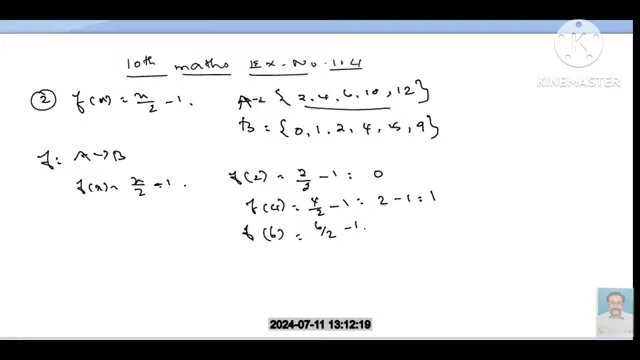 10th maths Ex-No. 1.4
KINEMASTER
② f(x) = x/2 - 1. A = { 2, 4, 6, 10, 12}
B = {0, 1, 2, 4, 5, 9}
f: A → B
f(x) = x/2 - 1. f(2) = 2/2 - 1 = 0
f(4) = 4/2 - 1 = 2 - 1 = 1
f(6) = 6/2 - 1.
2024-07-11 13:12:19